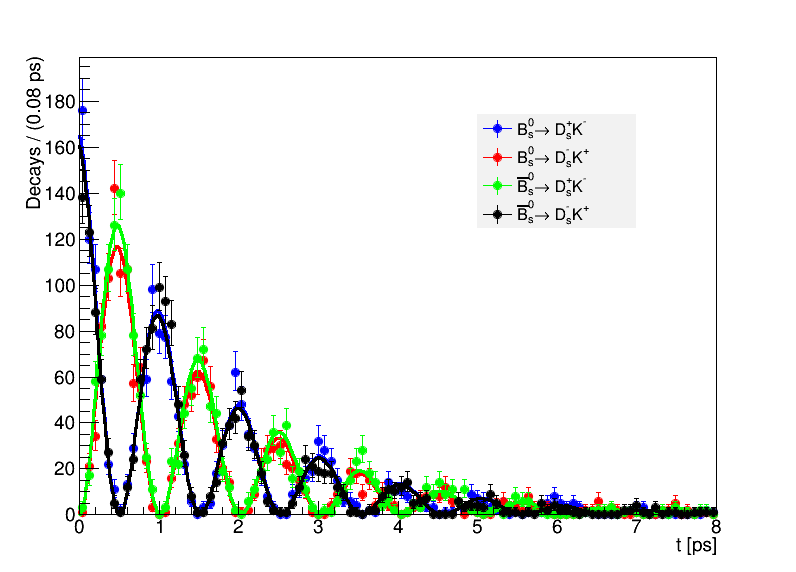 Decays / (0.08 ps)
180
160
140
120
100
80
60
40
20
0
B⁰ₛ→ D⁺ₛK⁻
B⁰ₛ→ D⁻ₛK⁺
B̅⁰ₛ→ D⁺ₛK⁻
B̅⁰ₛ→ D⁻ₛK⁺
0 1 2 3 4 5 6 7 8
t [ps]